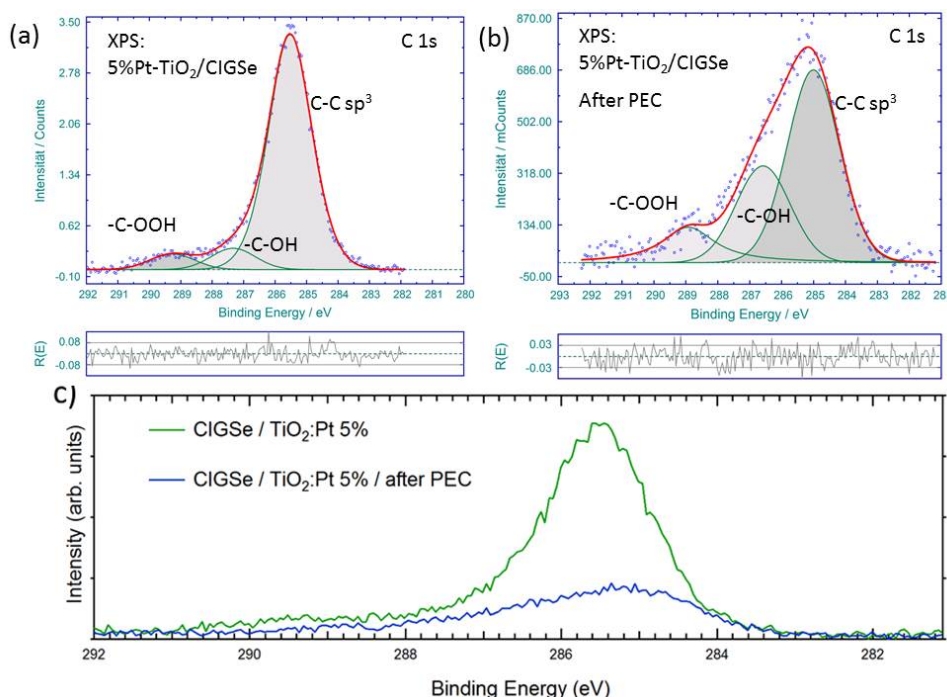 (a)
XPS:
5%Pt-TiO₂/CIGSe
C 1s
C-C sp³
-C-OOH
-C-OH
Intensität / Counts
3.50
2.78
2.06
1.34
0.62
-0.10
292 291 290 289 288 287 286 285 284 283 282 281 280
Binding Energy / eV
R(E)
0.08
-0.08
(b)
XPS:
5%Pt-TiO₂/CIGSe
After PEC
C 1s
C-C sp³
-C-OOH
-C-OH
Intensität / mCounts
870.00
686.00
502.00
318.00
134.00
-50.00
293 292 291 290 289 288 287 286 285 284 283 282 28
Binding Energy / eV
R(E)
0.03
-0.03
C)
CIGSe / TiO₂:Pt 5%
CIGSe / TiO₂:Pt 5% / after PEC
Intensity (arb. units)
292 290 288 286 284 282
Binding Energy (eV)